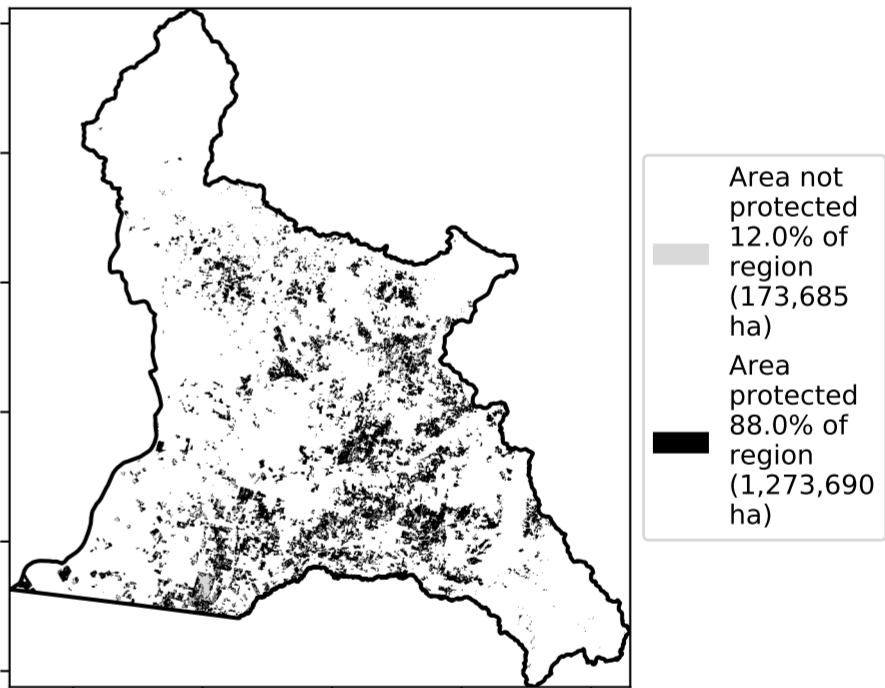 Area not
protected
12.0% of
region
(173,685
ha)
Area
protected
88.0% of
region
(1,273,690
ha)